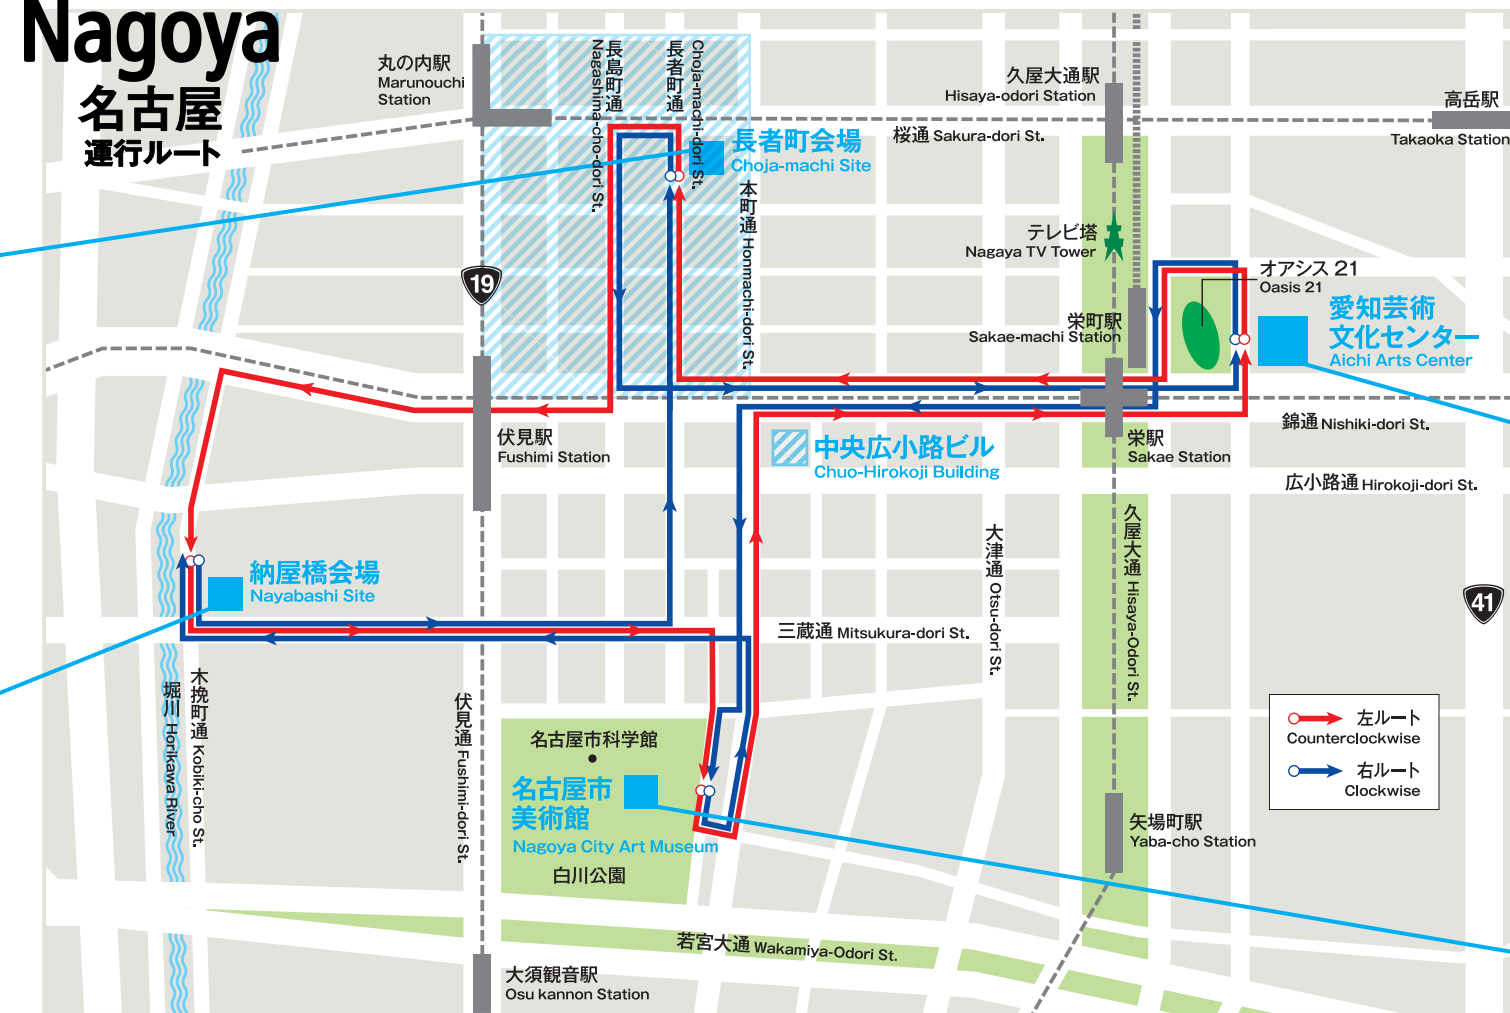 Nagoya
名古屋
運行ルート
丸の内駅
Marunouchi
Station
長島町通
Nagashima-cho-dori St.
長者町通
Choja-machi-dori St.
長者町会場
Choja-machi Site
本町通 Honmachi-dori St.
久屋大通駅
Hisaya-odori Station
桜通 Sakura-dori St.
高岳駅
Takaoka Station
テレビ塔
Nagaya TV Tower
オアシス 21
Oasis 21
19
栄町駅
Sakae-machi Station
愛知芸術
文化センター
Aichi Arts Center
伏見駅
Fushimi Station
中央広小路ビル
Chuo-Hirokoji Building
栄駅
Sakae Station
錦通 Nishiki-dori St.
広小路通 Hirokoji-dori St.
大津通 Otsu-dori St.
久屋大通 Hisaya-Odori St.
納屋橋会場
Nayabashi Site
41
三蔵通 Mitsukura-dori St.
堀川 Horikawa River
木挽町通 Kobiki-cho St.
伏見通 Fushimi-dori St.
名古屋市科学館
名古屋市
美術館
Nagoya City Art Museum
白川公園
左ルート
Counterclockwise
右ルート
Clockwise
矢場町駅
Yaba-cho Station
若宮大通 Wakamiya-Odori St.
大須観音駅
Osu kannon Station